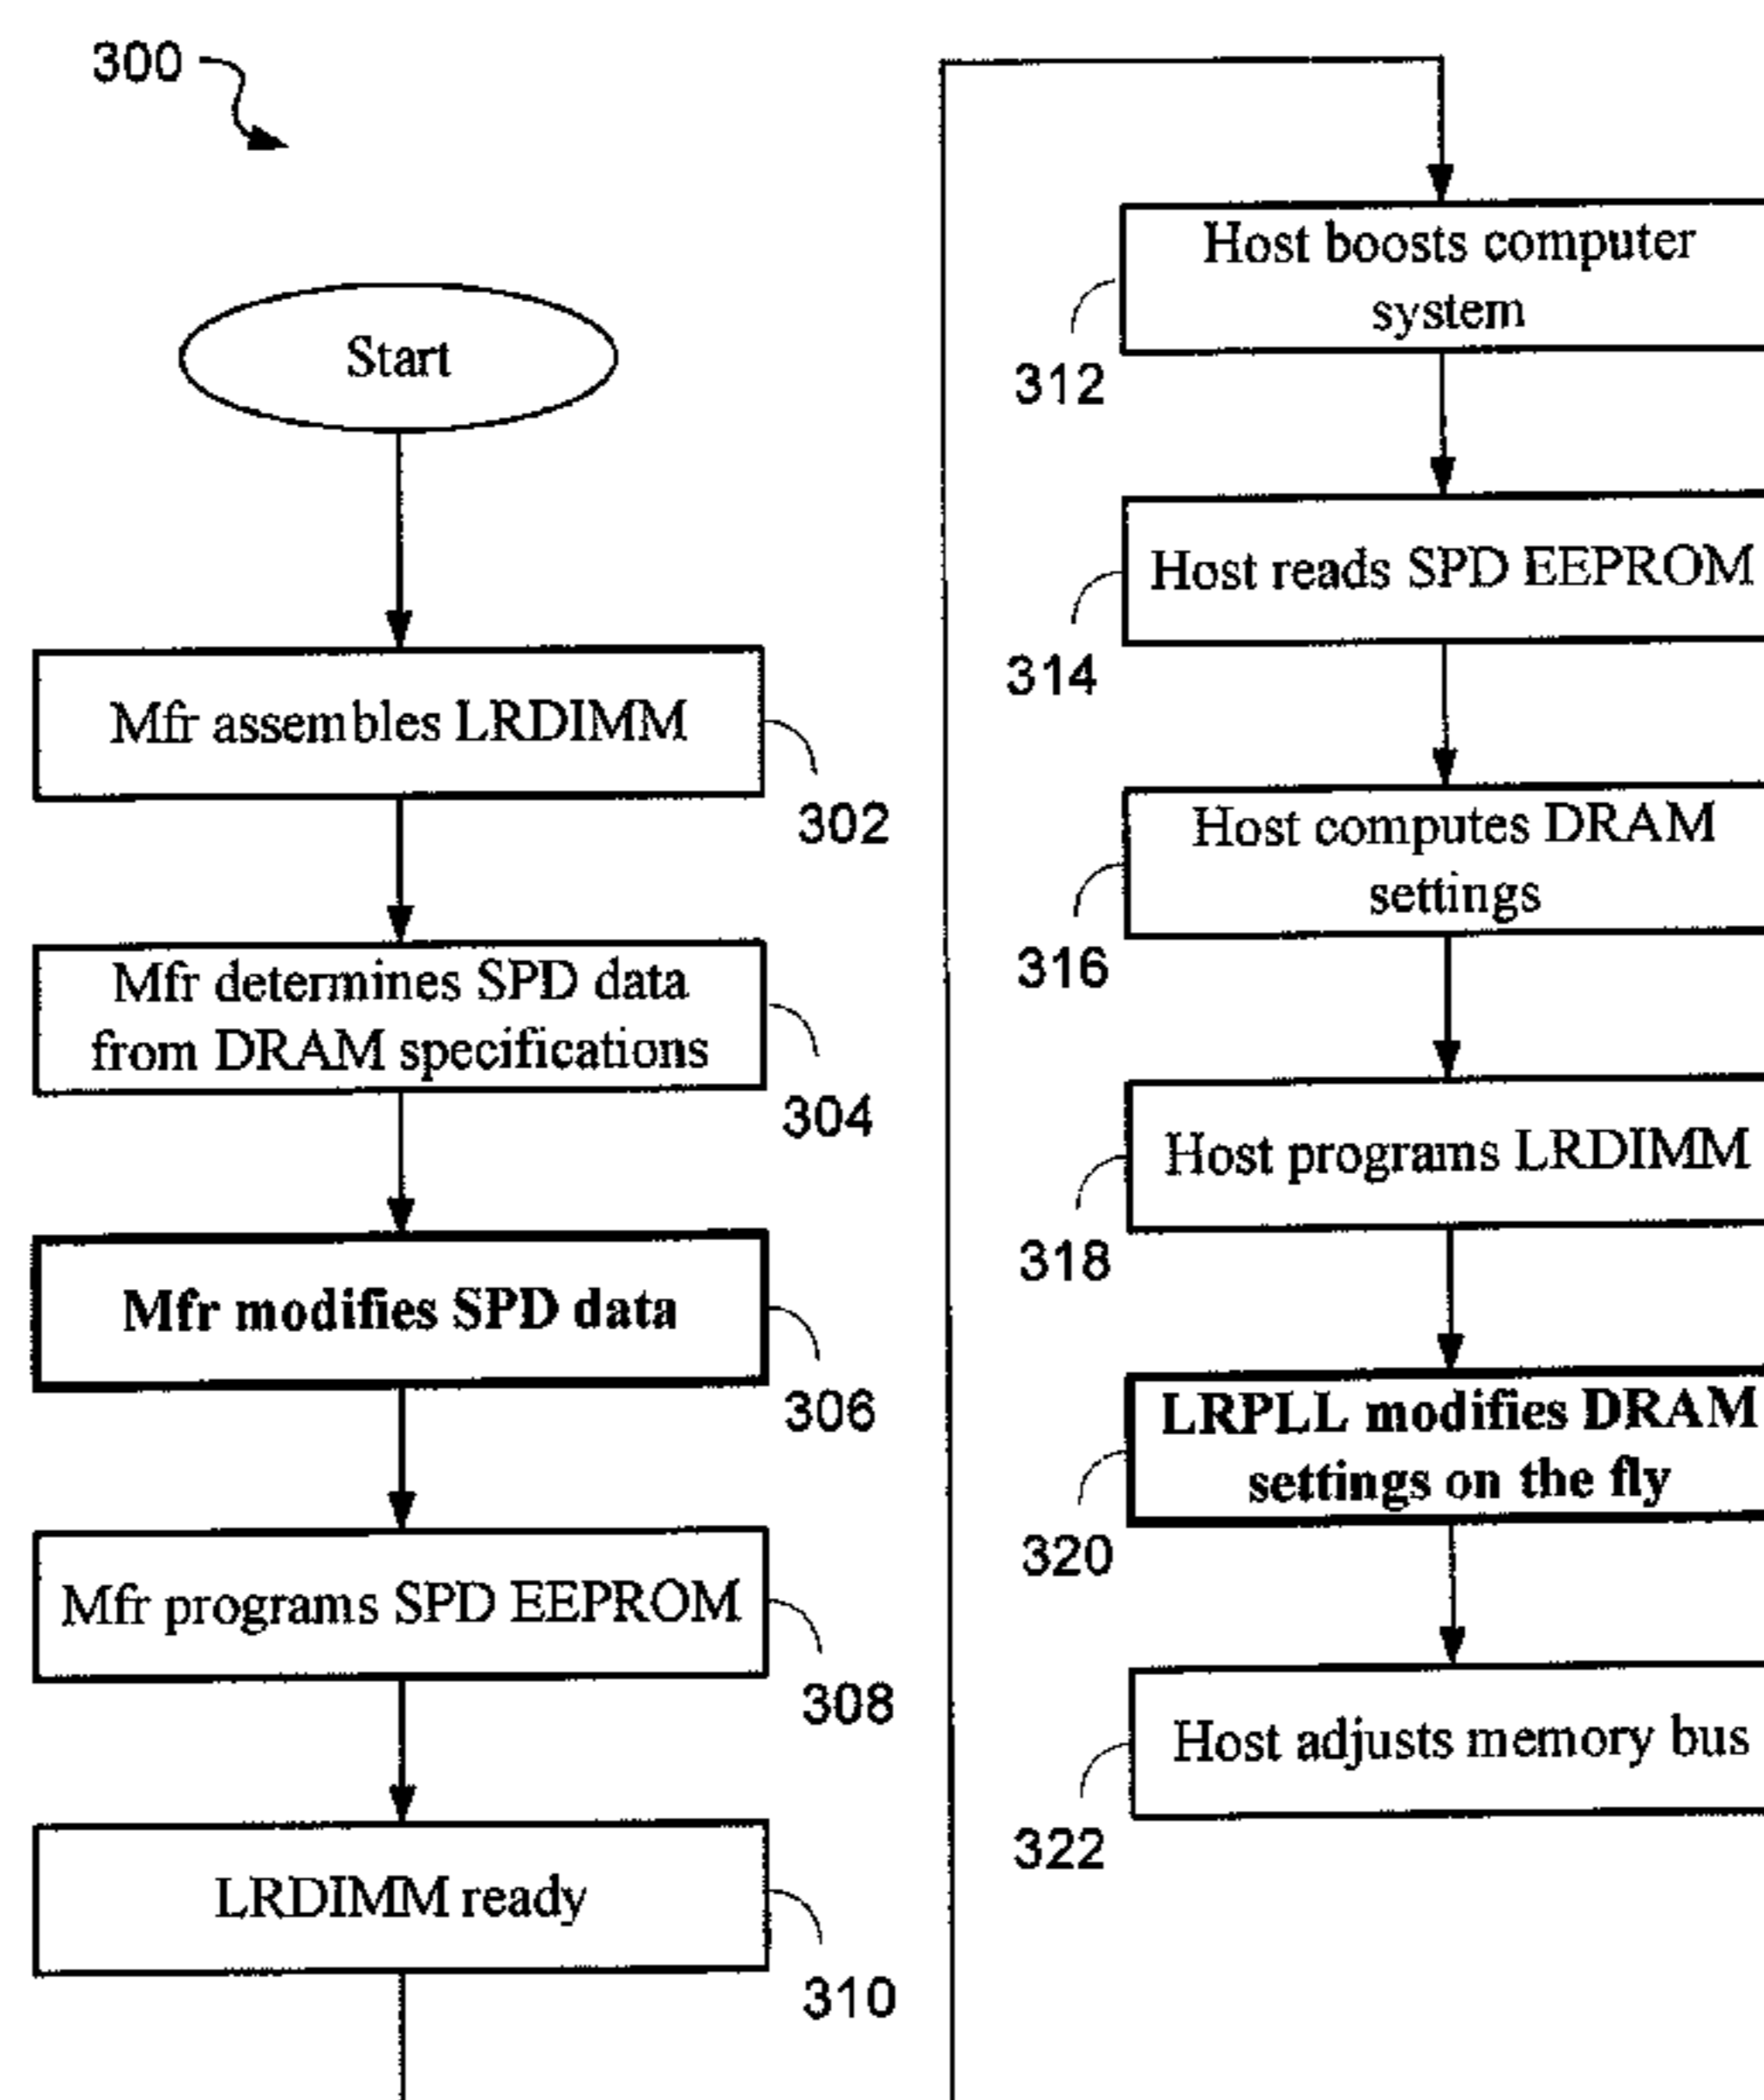 300
Start
Mfr assembles LRDIMM
302
Mfr determines SPD data
from DRAM specifications
304
Mfr modifies SPD data
306
Mfr programs SPD EEPROM
308
LRDIMM ready
310
Host boosts computer
system
312
Host reads SPD EEPROM
314
Host computes DRAM
settings
316
Host programs LRDIMM
318
LRPLL modifies DRAM
settings on the fly
320
Host adjusts memory bus
322